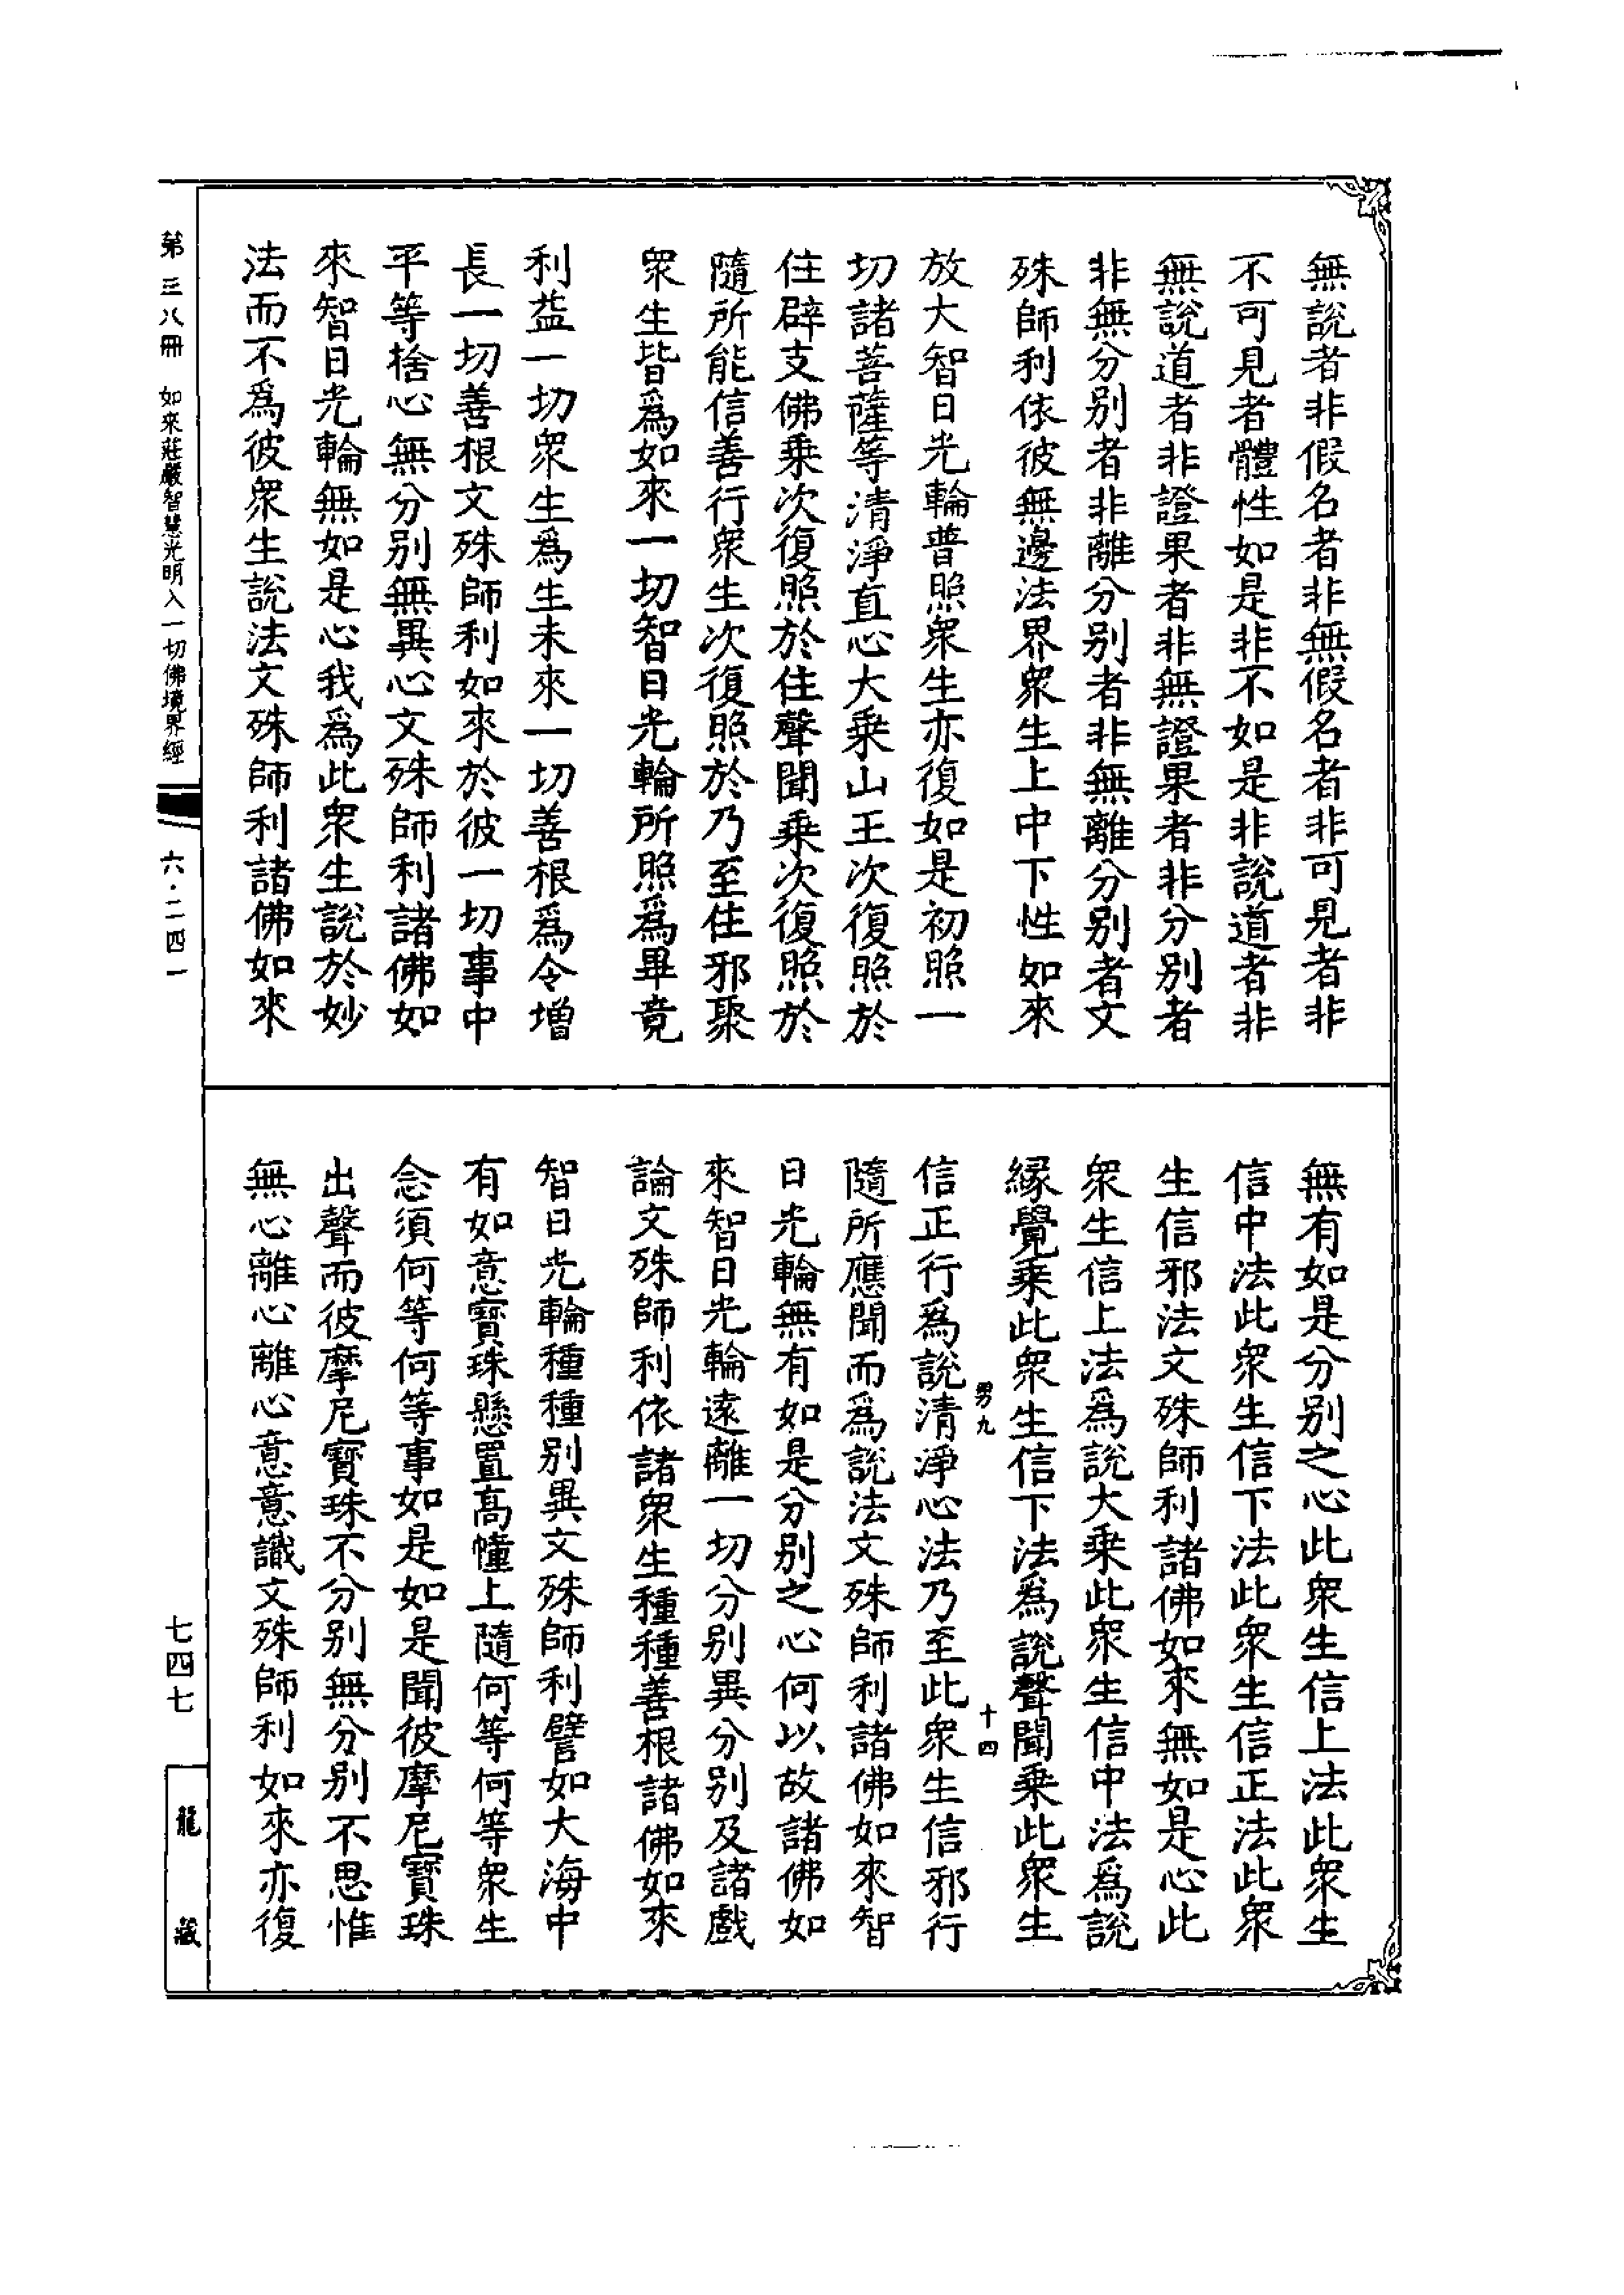 無說者非假名者非無假名者非可見者非
不可見者體性如是非不如是非說道者非
無說道者非證果者非無證果者非分别者
非無分别者非離分别者非無離分别者文
殊師利依彼無邊法界衆生上中下性如來
放大智日光輪普照衆生亦復如是初照一
切諸菩薩等清淨直心大乘山王次復照於
住辟支佛乘次復照於住聲聞乘次復照於
隨所能信善行衆生次復照於乃至住邪聚
衆生皆爲如來一切智日光輪所照爲畢竟
利益一切衆生爲生未來一切善根爲令增
長一切善根文殊師利如來於彼一切事中
平等捨心無分别無異心文殊師利諸佛如
來智日光輪無如是心我爲此衆生說於妙
法而不爲彼衆生說法文殊師利諸佛如來
無有如是分别之心此衆生信上法此衆生
信中法此衆生信下法此衆生信正法此衆
生信邪法文殊師利諸佛如來無如是心此
衆生信上法爲說大乘此衆生信中法爲說
緣覺乘此衆生信下法爲說聲聞乘此衆生
男九
十四
信正行爲說清淨心法乃至此衆生信邪行
隨所應聞而爲說法文殊師利諸佛如來智
日光輪無有如是分别之心何以故諸佛如
來智日光輪遠離一切分别異分别及諸戲
論文殊師利依諸衆生種種善根諸佛如來
智日光輪種種别異文殊師利譬如大海中
有如意寶珠懸置高幢上隨何等何等衆生
念須何等何等事如是如是聞彼摩尼寶珠
出聲而彼摩尼寶珠不分别無分别不思惟
無心離心離心意意識文殊師利如來亦復
第三八冊 如來莊嚴智慧光明入一切佛境界經
六·二四一
七四七
龍藏